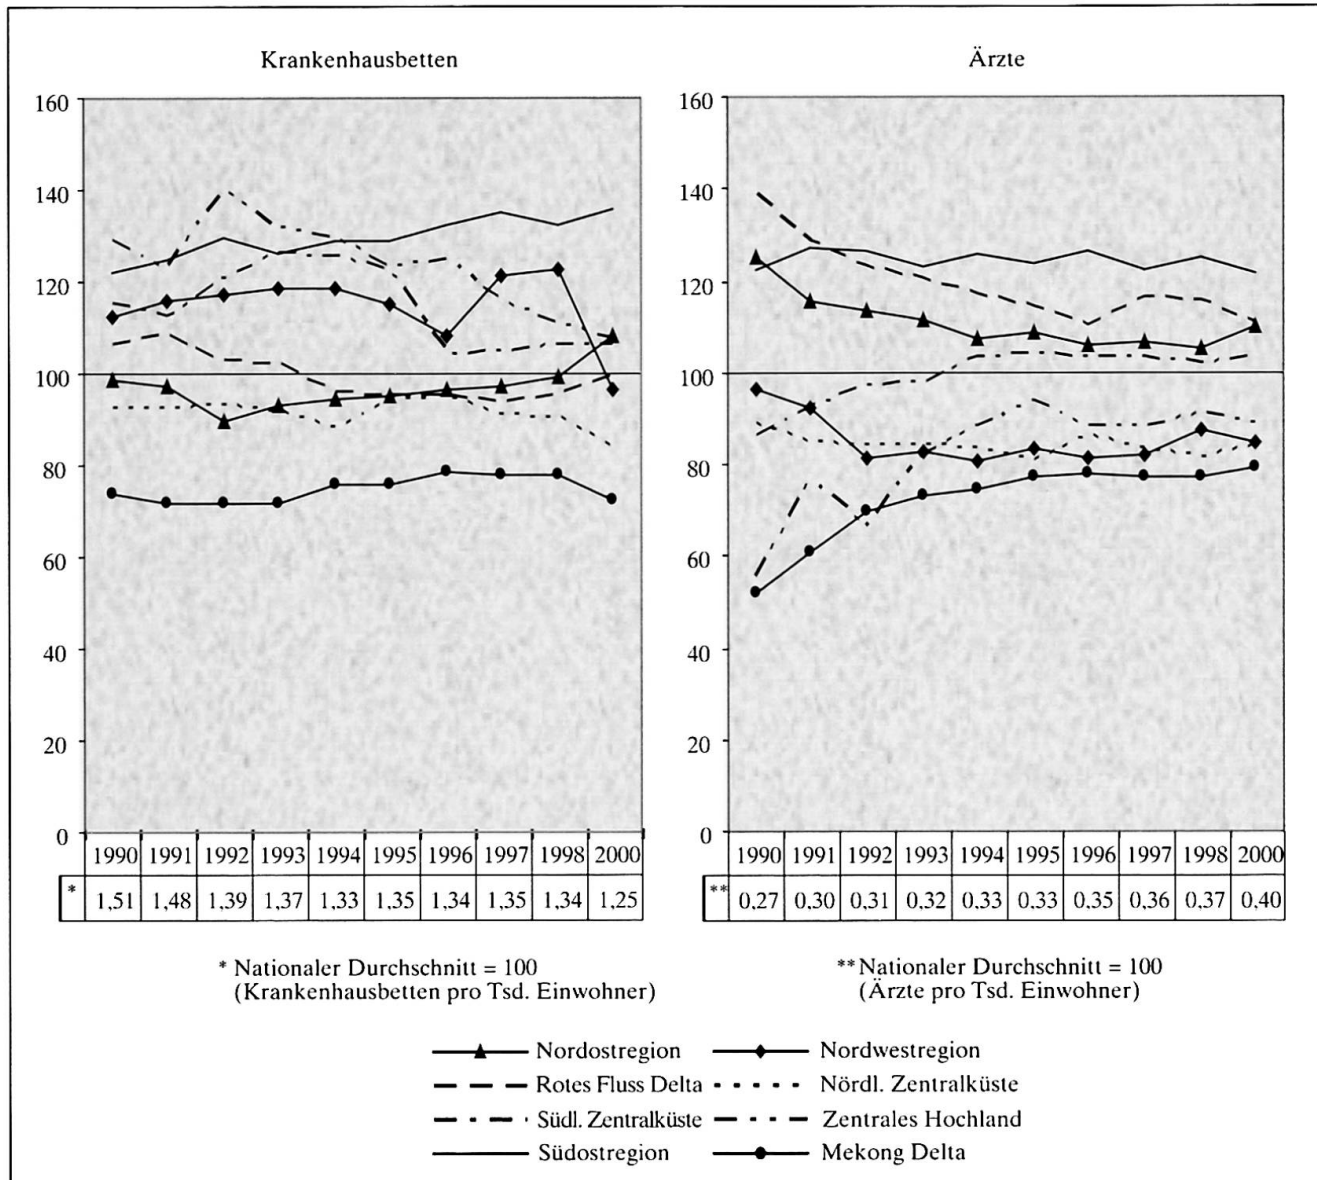 Krankenhausbetten
Ärzte
160
140
120
100
80
60
40
20
0
1990 1991 1992 1993 1994 1995 1996 1997 1998 2000
* 1,51 1,48 1,39 1,37 1,33 1,35 1,34 1,35 1,34 1,25
160
140
120
100
80
60
40
20
0
1990 1991 1992 1993 1994 1995 1996 1997 1998 2000
** 0,27 0,30 0,31 0,32 0,33 0,33 0,35 0,36 0,37 0,40
* Nationaler Durchschnitt = 100
(Krankenhausbetten pro Tsd. Einwohner)
** Nationaler Durchschnitt = 100
(Ärzte pro Tsd. Einwohner)
Nordostregion Nordwestregion
Rotes Fluss Delta Nördl. Zentralküste
Südl. Zentralküste Zentrales Hochland
Südostregion Mekong Delta